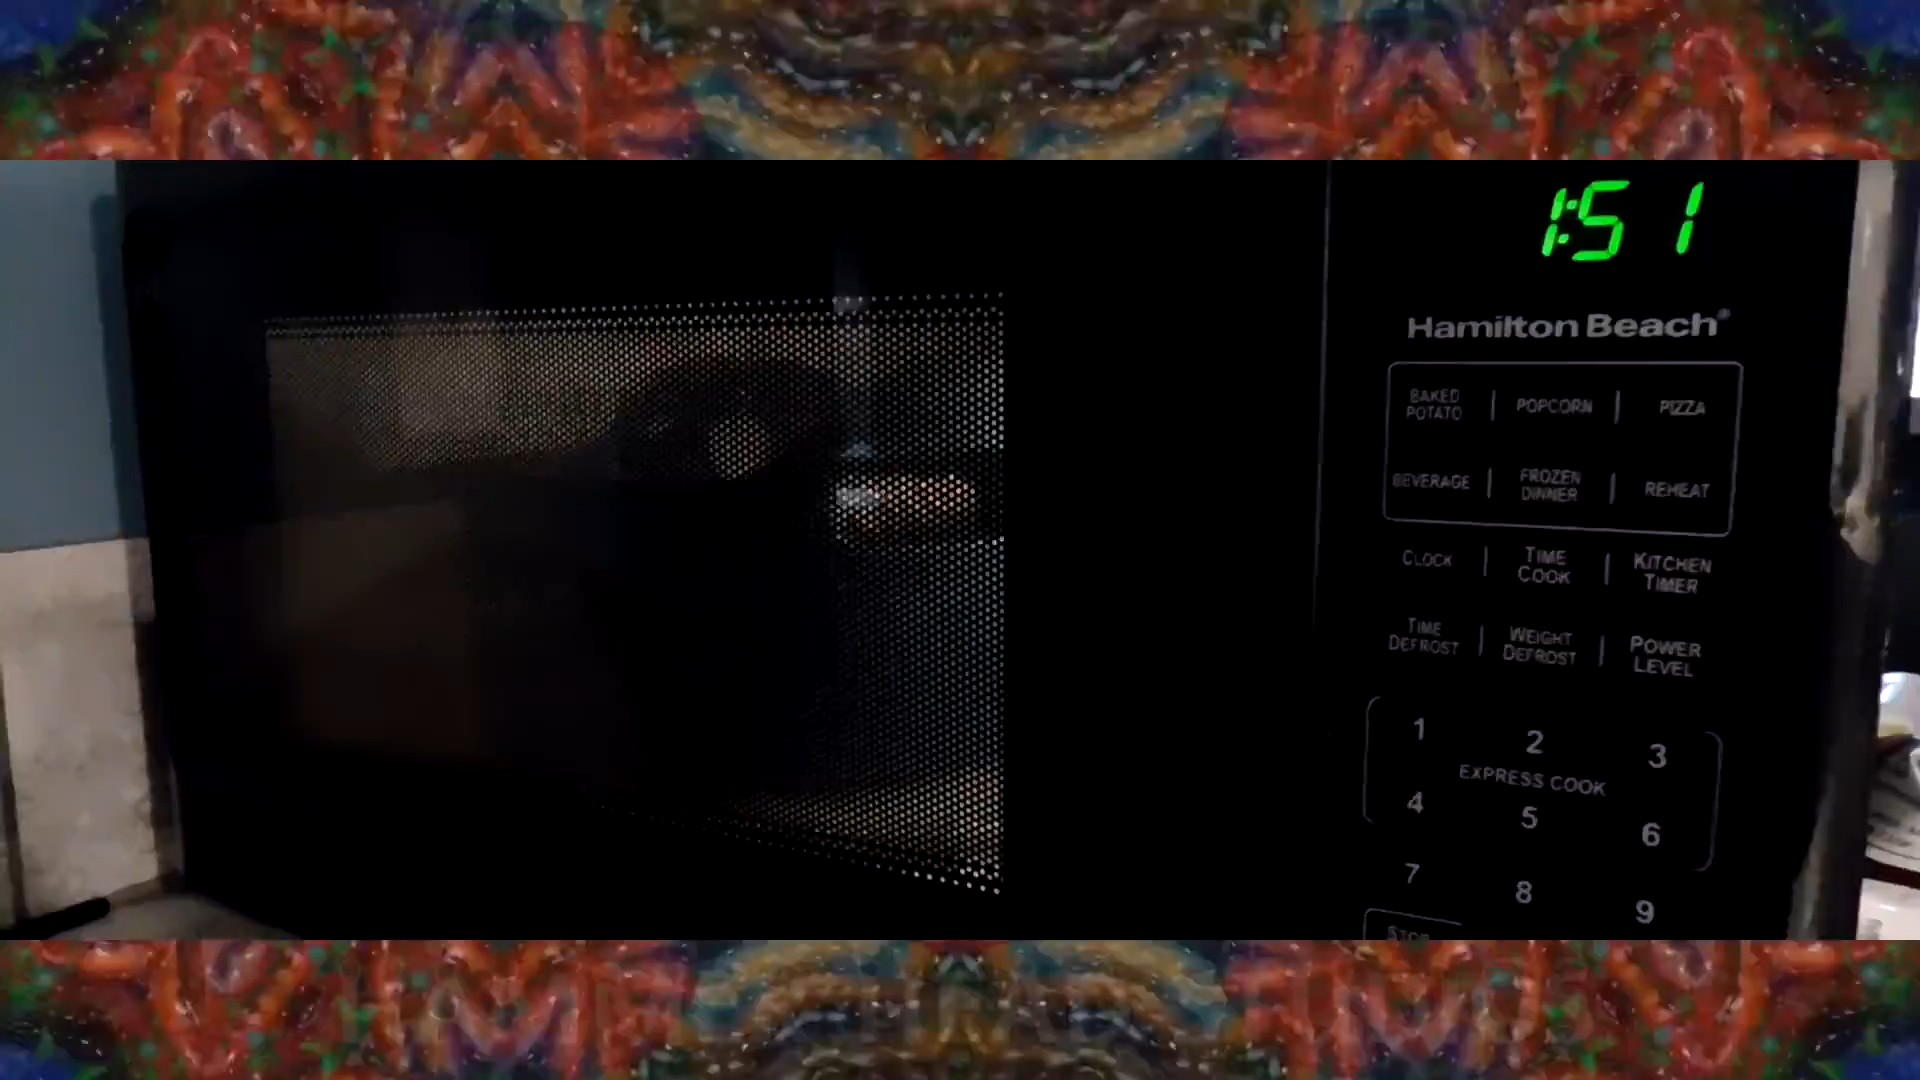 1:51
Hamilton Beach®
BAKED POTATO | POPCORN | PIZZA
BEVERAGE | FROZEN DINNER | REHEAT
CLOCK | TIME COOK | KITCHEN TIMER
TIME DEFROST | WEIGHT DEFROST | POWER LEVEL
1 2 3
EXPRESS COOK
4 5 6
7 8 9
STOP